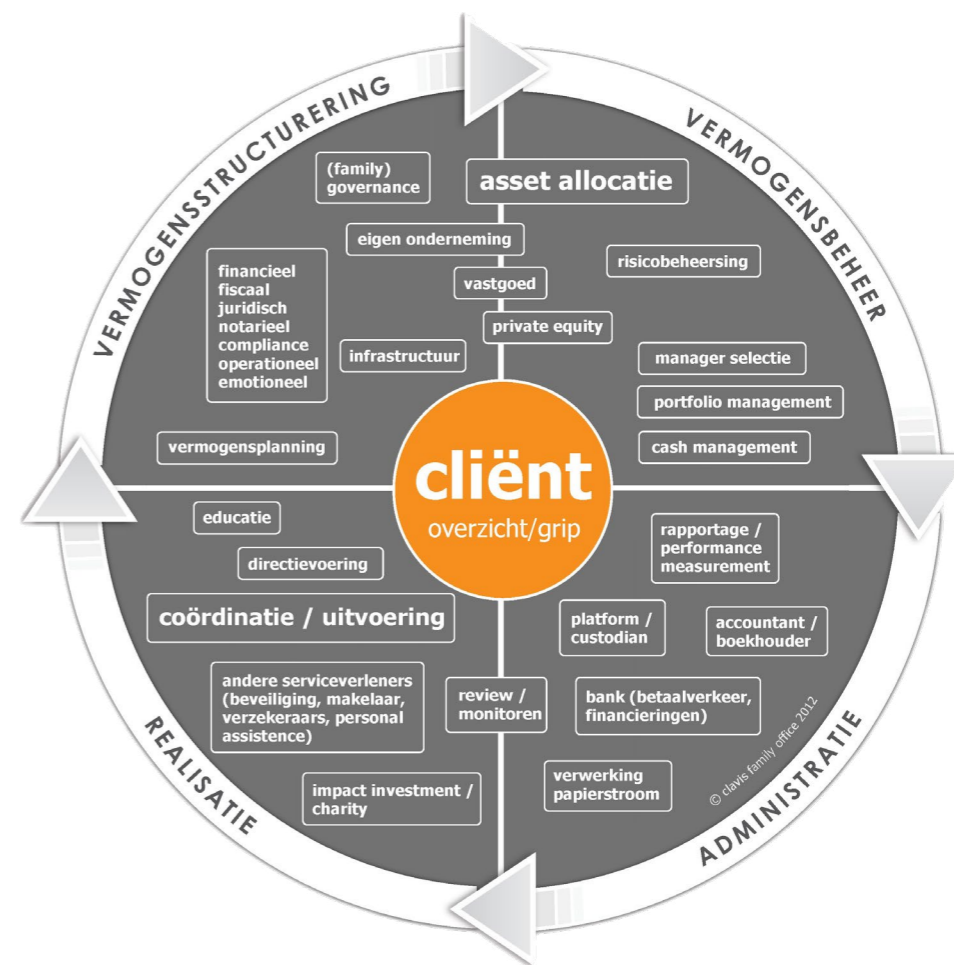 VERMOGENSSTRUCTURERING
VERMOGENSBEHEER
(family)
governance
asset allocatie
eigen onderneming
risicobeheersing
financieel
fiscaal
juridisch
notarieel
compliance
operationeel
emotioneel
vastgoed
private equity
infrastructuur
manager selectie
portfolio management
vermogensplanning
cash management
cliënt
overzicht/grip
educatie
directievoering
coördinatie / uitvoering
andere serviceverleners
(beveiliging, makelaar,
verzekeraars, personal
assistence)
review /
monitoren
impact investment /
charity
rapportage /
performance
measurement
platform /
custodian
accountant /
boekhouder
bank (betaalverkeer,
financieringen)
verwerking
papierstroom
© clavis family office 2012
REALISATIE
ADMINISTRATIE